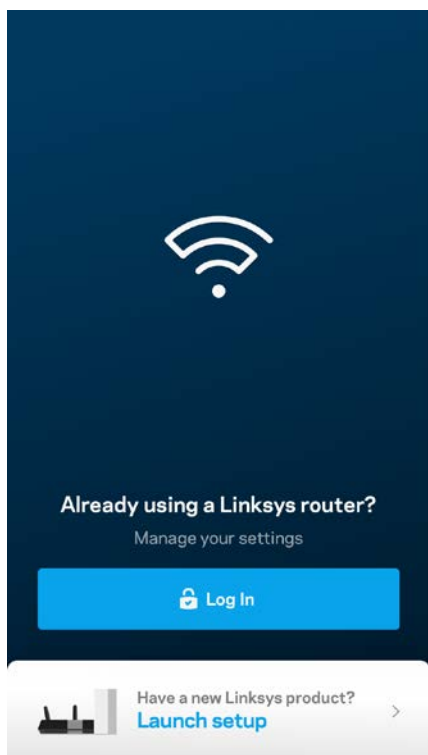 Already using a Linksys router?
Manage your settings
Log In
Have a new Linksys product?
Launch setup